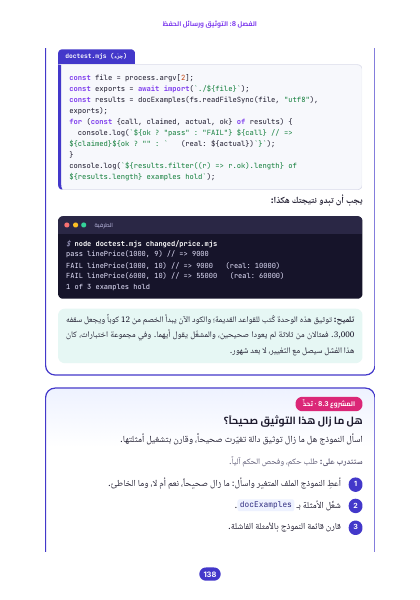 الفصل 8: التوثيق ورسائل الحفظ
doctest.mjs (جزء)
const file = process.argv[2];
const exports = await import(`./${file}`);
const results = docExamples(fs.readFileSync(file, "utf8"),
exports);
for (const {call, claimed, actual, ok} of results) {
  console.log(`${ok ? "pass" : "FAIL"} ${call} // =>
${claimed}${ok ? "" : `   (real: ${actual})`}`);
}
console.log(`${results.filter((r) => r.ok).length} of
${results.length} examples hold`);
يجب أن تبدو نتيجتك هكذا:
الطرفية
$ node doctest.mjs changed/price.mjs
pass linePrice(1000, 9) // => 9000
FAIL linePrice(1000, 10) // => 9000   (real: 10000)
FAIL linePrice(6000, 10) // => 55000   (real: 60000)
1 of 3 examples hold
تلميح: توثيق هذه الوحدة كُتب للقواعد القديمة؛ والكود الآن يبدأ الخصم من 12 كوباً ويجعل سقفه
3,000. فمثالان من ثلاثة لم يعودا صحيحين، والمشغّل يقول أيهما. وفي مجموعة اختبارات، كان
هذا الفشل سيصل مع التغيير، لا بعد شهور.
المشروع 8.3 · تحدٍّ
هل ما زال هذا التوثيق صحيحاً؟
اسأل النموذج هل ما زال توثيق دالة تغيّرت صحيحاً، وقارن بتشغيل أمثلتها.
ستتدرب على: طلب حكم، وفحص الحكم آلياً.
1 أعطِ النموذج الملف المتغير واسأل: ما زال صحيحاً، نعم أم لا، وما الخاطئ.
2 شغّل الأمثلة بـ docExamples.
3 قارن قائمة النموذج بالأمثلة الفاشلة.
138